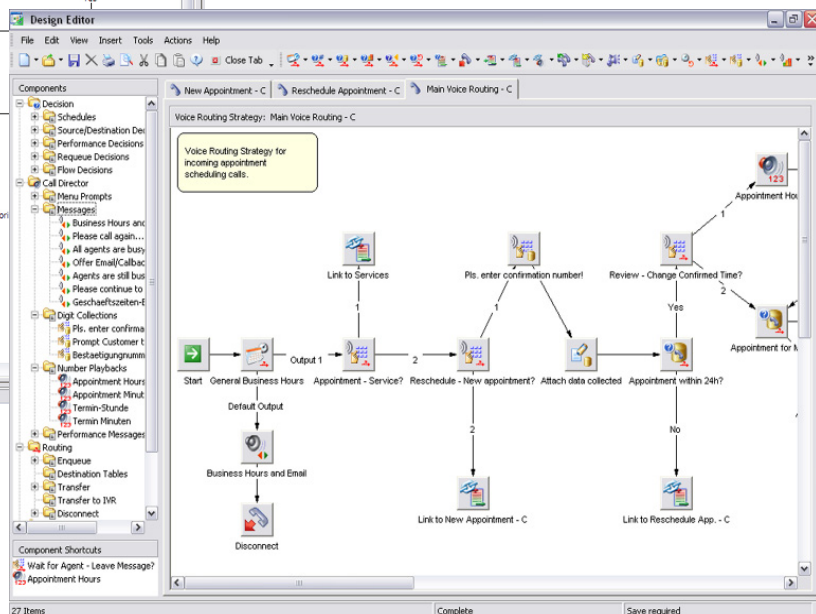 Design Editor
File Edit View Insert Tools Actions Help
Close Tab
Components
New Appointment - C
Reschedule Appointment - C
Main Voice Routing - C
Decision
Schedules
Source/Destination Dec
Performance Decisions
Requeue Decisions
Flow Decisions
Call Director
Menu Prompts
Messages
Business Hours and
Please call again...
All agents are busy
Offer Email/Callbac
Agents are still bus
Please continue to
Geschaeftszeiten-E
Digit Collections
Pls. enter confirma
Prompt Customer t
Bestaetigungnumm
Number Playbacks
Appointment Hours
Appointment Minut
Termin-Stunde
Termin Minuten
Performance Messages
Routing
Enqueue
Destination Tables
Transfer
Transfer to IVR
Disconnect
Component Shortcuts
Wait for Agent - Leave Message?
Appointment Hours
Voice Routing Strategy: Main Voice Routing - C
Voice Routing Strategy for
incoming appointment
scheduling calls.
123
Appointment Hou
1
Link to Services
Pls. enter confirmation number!
Review - Change Confirmed Time?
2
1
1
Yes
Appointment for M
Output 1
2
Start
General Business Hours
Appointment - Service?
Reschedule - New appointment?
Attach data collected
Appointment within 24h?
Default Output
2
No
Business Hours and Email
Link to New Appointment - C
Link to Reschedule App. - C
Disconnect
27 Items
Complete
Save required